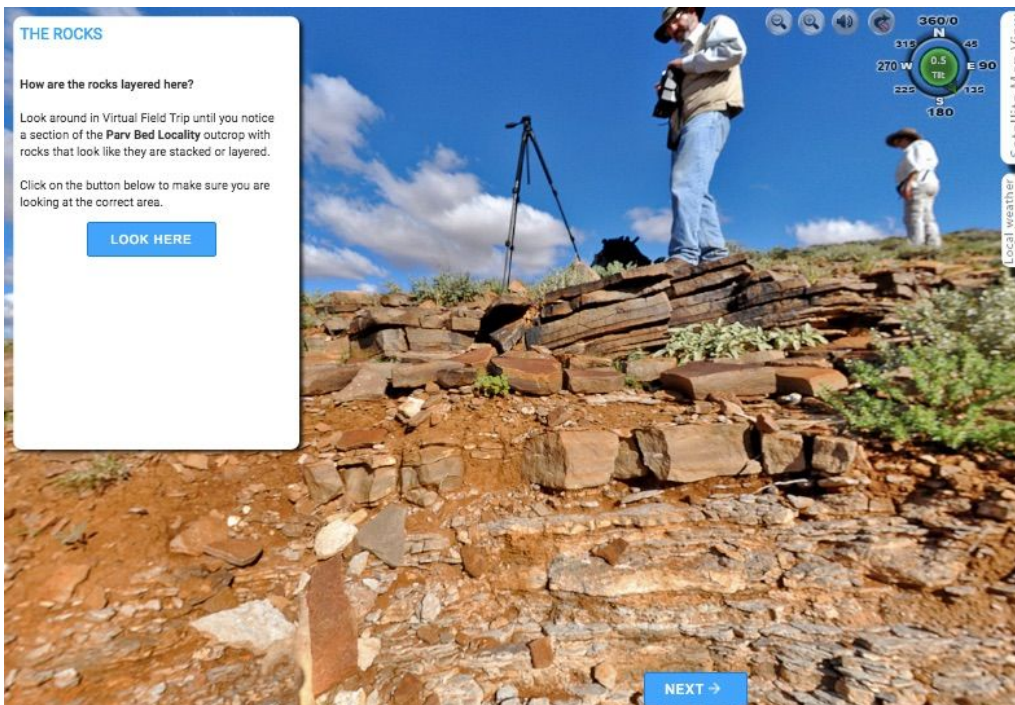 THE ROCKS
How are the rocks layered here?
Look around in Virtual Field Trip until you notice
a section of the Parv Bed Locality outcrop with
rocks that look like they are stacked or layered.
Click on the button below to make sure you are
looking at the correct area.
LOOK HERE
360/0
N
315
45
270 W
0.5
E 90
Tilt
225
135
S
180
Satellite Map View
Local weather
NEXT →